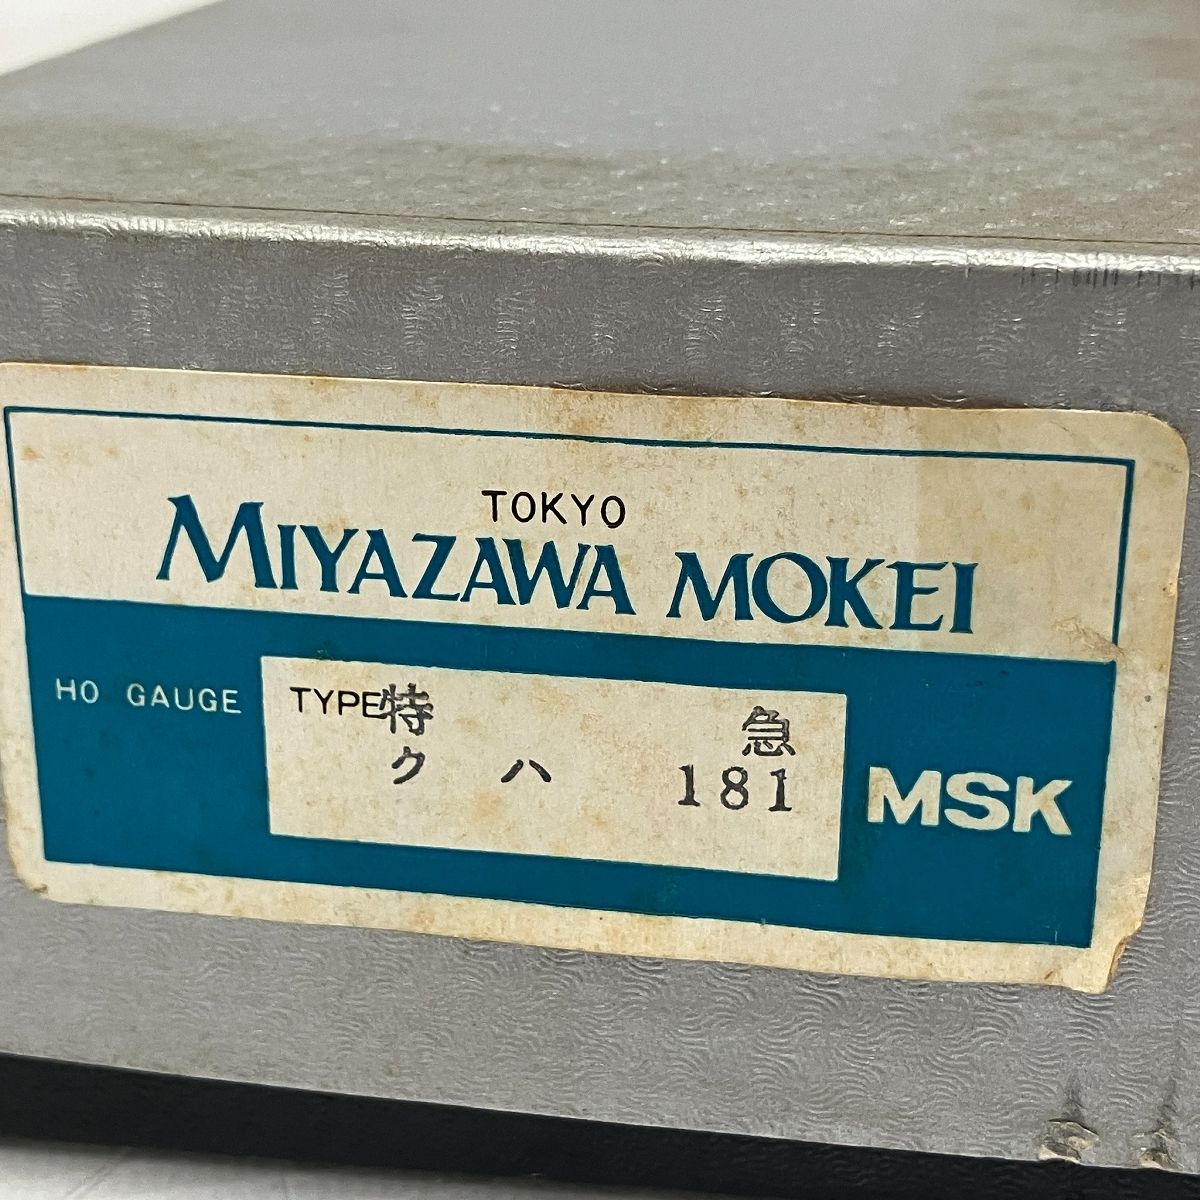 TOKYO
MIYAZAWA MOKEI
HO GAUGE
TYPE特 急
ク ハ 181
MSK